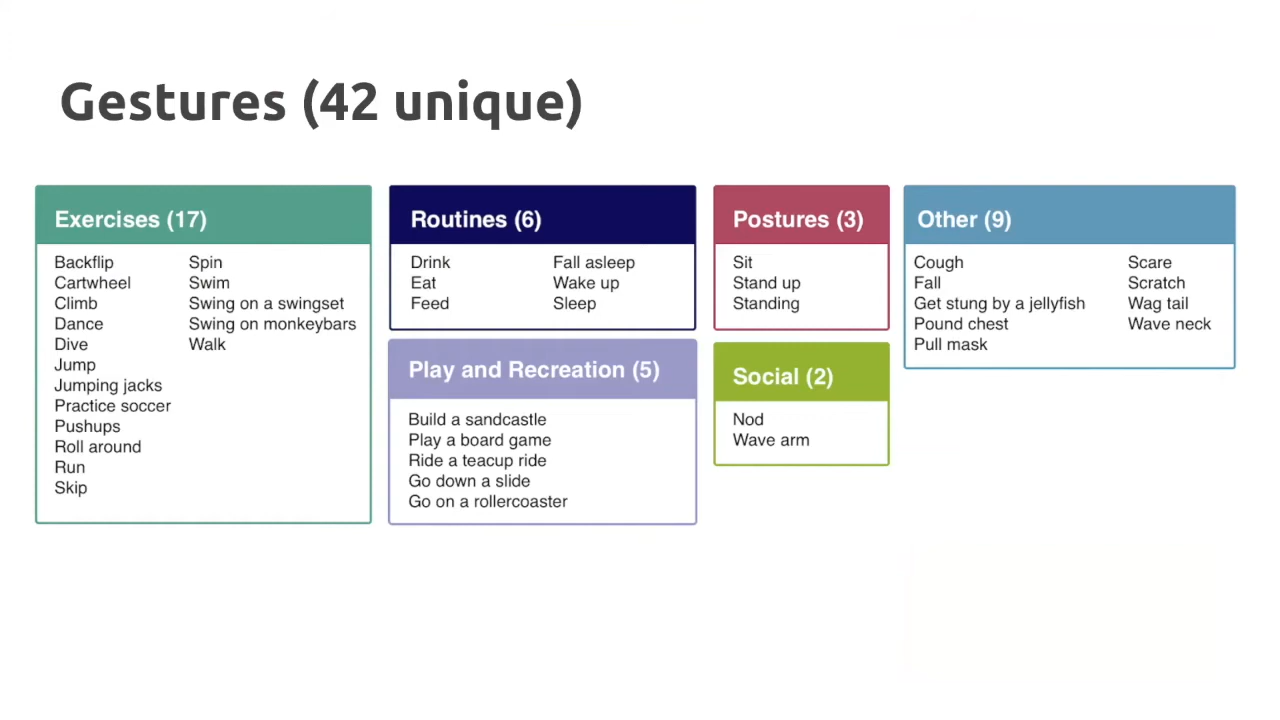 Gestures (42 unique)
Exercises (17)
Backflip
Cartwheel
Climb
Dance
Dive
Jump
Jumping jacks
Practice soccer
Pushups
Roll around
Run
Skip
Spin
Swim
Swing on a swingset
Swing on monkeybars
Walk
Routines (6)
Drink
Eat
Feed
Fall asleep
Wake up
Sleep
Play and Recreation (5)
Build a sandcastle
Play a board game
Ride a teacup ride
Go down a slide
Go on a rollercoaster
Postures (3)
Sit
Stand up
Standing
Social (2)
Nod
Wave arm
Other (9)
Cough
Fall
Get stung by a jellyfish
Pound chest
Pull mask
Scare
Scratch
Wag tail
Wave neck